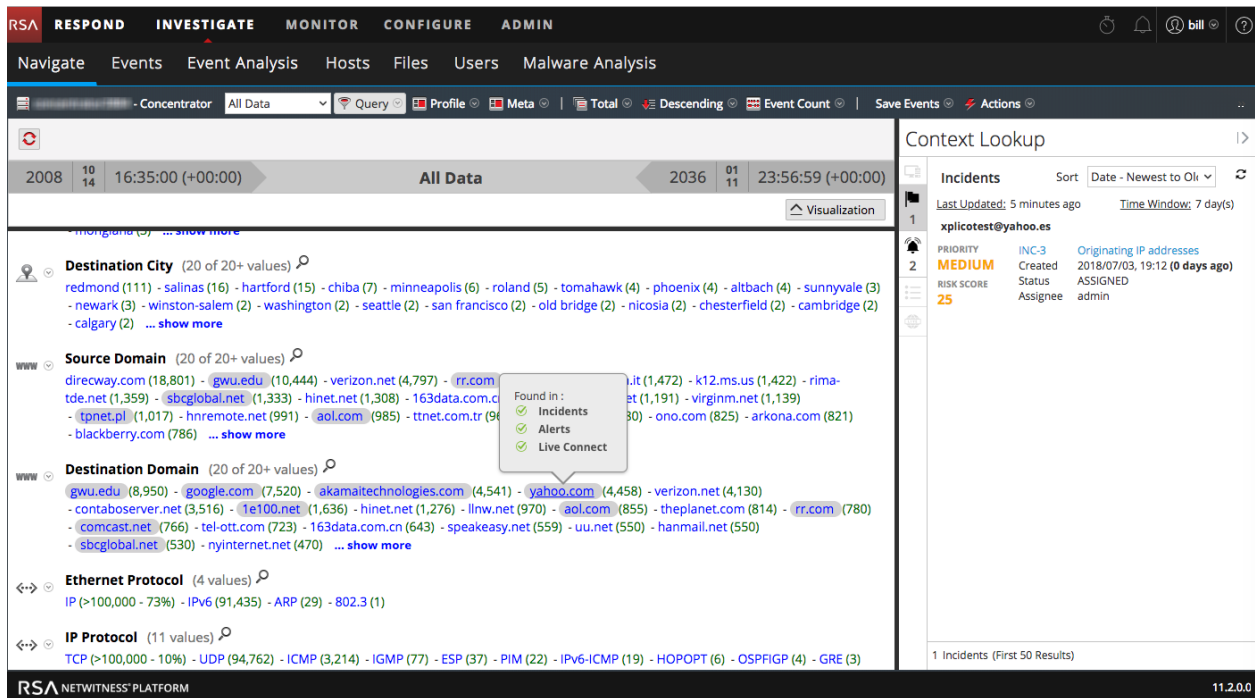 RSA RESPOND INVESTIGATE MONITOR CONFIGURE ADMIN bill
Navigate Events Event Analysis Hosts Files Users Malware Analysis
- Concentrator All Data Query Profile Meta | Total Descending Event Count | Save Events Actions ..
Context Lookup
2008 10 14 16:35:00 (+00:00) All Data 2036 01 11 23:56:59 (+00:00)
Visualization
Incidents Sort Date - Newest to Ol
Last Updated: 5 minutes ago Time Window: 7 day(s)
xplicotest@yahoo.es
PRIORITY INC-3 Originating IP addresses
MEDIUM Created 2018/07/03, 19:12 (0 days ago)
RISK SCORE Status ASSIGNED
25 Assignee admin
1
2
... show more
Destination City (20 of 20+ values)
redmond (111) - salinas (16) - hartford (15) - chiba (7) - minneapolis (6) - roland (5) - tomahawk (4) - phoenix (4) - altbach (4) - sunnyvale (3)
- newark (3) - winston-salem (2) - washington (2) - seattle (2) - san francisco (2) - old bridge (2) - nicosia (2) - chesterfield (2) - cambridge (2)
- calgary (2) ... show more
Source Domain (20 of 20+ values)
direcway.com (18,801) - gwu.edu (10,444) - verizon.net (4,797) - rr.com .it (1,472) - k12.ms.us (1,422) - rima-
tde.net (1,359) - sbcglobal.net (1,333) - hinet.net (1,308) - 163data.com.c et (1,191) - virginm.net (1,139)
- tpnet.pl (1,017) - hnremote.net (991) - aol.com (985) - ttnet.com.tr (9 0) - ono.com (825) - arkona.com (821)
- blackberry.com (786) ... show more
Found in :
Incidents
Alerts
Live Connect
Destination Domain (20 of 20+ values)
gwu.edu (8,950) - google.com (7,520) - akamaitechnologies.com (4,541) - yahoo.com (4,458) - verizon.net (4,130)
- contaboserver.net (3,516) - 1e100.net (1,636) - hinet.net (1,276) - llnw.net (970) - aol.com (855) - theplanet.com (814) - rr.com (780)
- comcast.net (766) - tel-ott.com (723) - 163data.com.cn (643) - speakeasy.net (559) - uu.net (550) - hanmail.net (550)
- sbcglobal.net (530) - nyinternet.net (470) ... show more
Ethernet Protocol (4 values)
IP (>100,000 - 73%) - IPv6 (91,435) - ARP (29) - 802.3 (1)
IP Protocol (11 values)
TCP (>100,000 - 10%) - UDP (94,762) - ICMP (3,214) - IGMP (77) - ESP (37) - PIM (22) - IPv6-ICMP (19) - HOPOPT (6) - OSPFIGP (4) - GRE (3)
1 Incidents (First 50 Results)
RSA NETWITNESS® PLATFORM 11.2.0.0